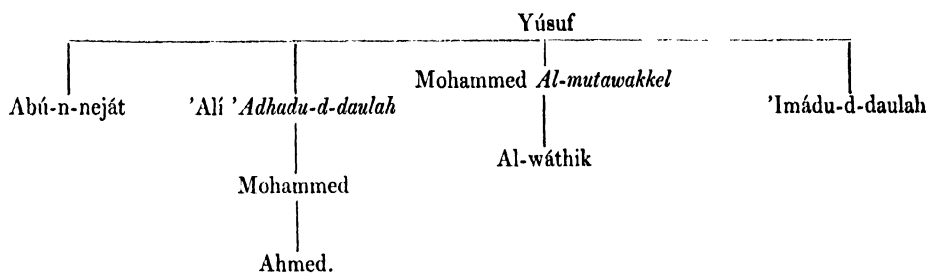 Yúsuf
Mohammed Al-mutawakkel
Abú-n-neját 'Alí 'Adhadu-d-daulah 'Imádu-d-daulah
Al-wáthik
Mohammed
Ahmed.